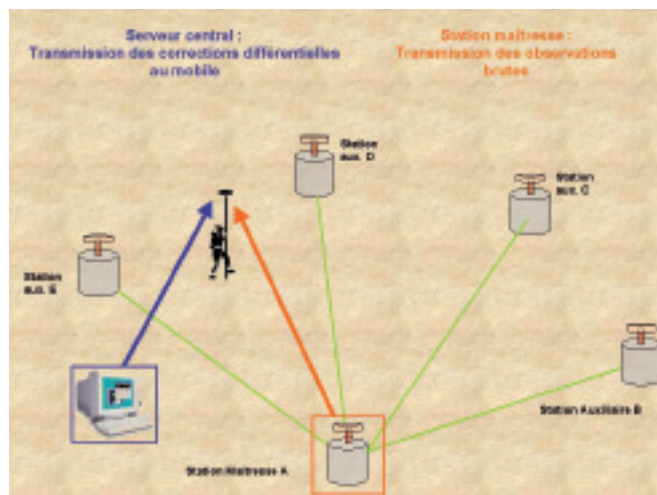 Serveur central :
Transmission des corrections différentielles
au mobile
Station maîtresse :
Transmission des observations
brutes
Station
aux. D
Station
aux. C
Station
aux. E
Station Auxiliaire B
Station Maîtresse A